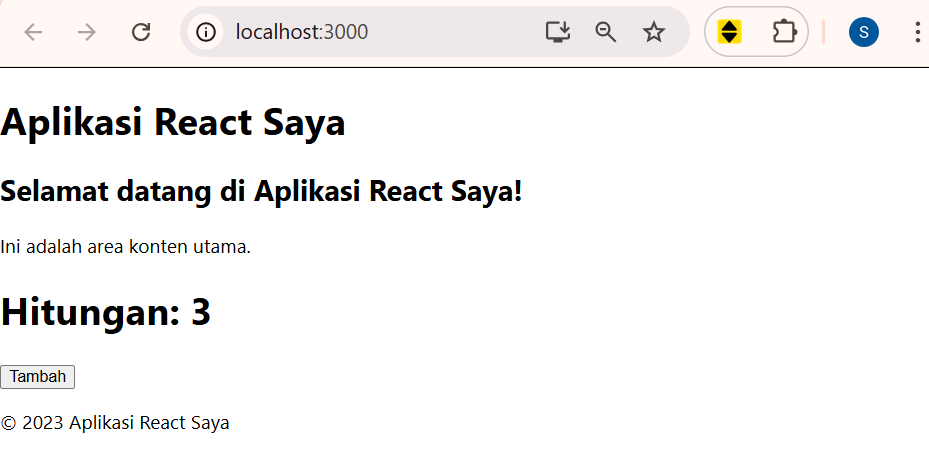 localhost:3000
S
Aplikasi React Saya
Selamat datang di Aplikasi React Saya!
Ini adalah area konten utama.
Hitungan: 3
Tambah
© 2023 Aplikasi React Saya